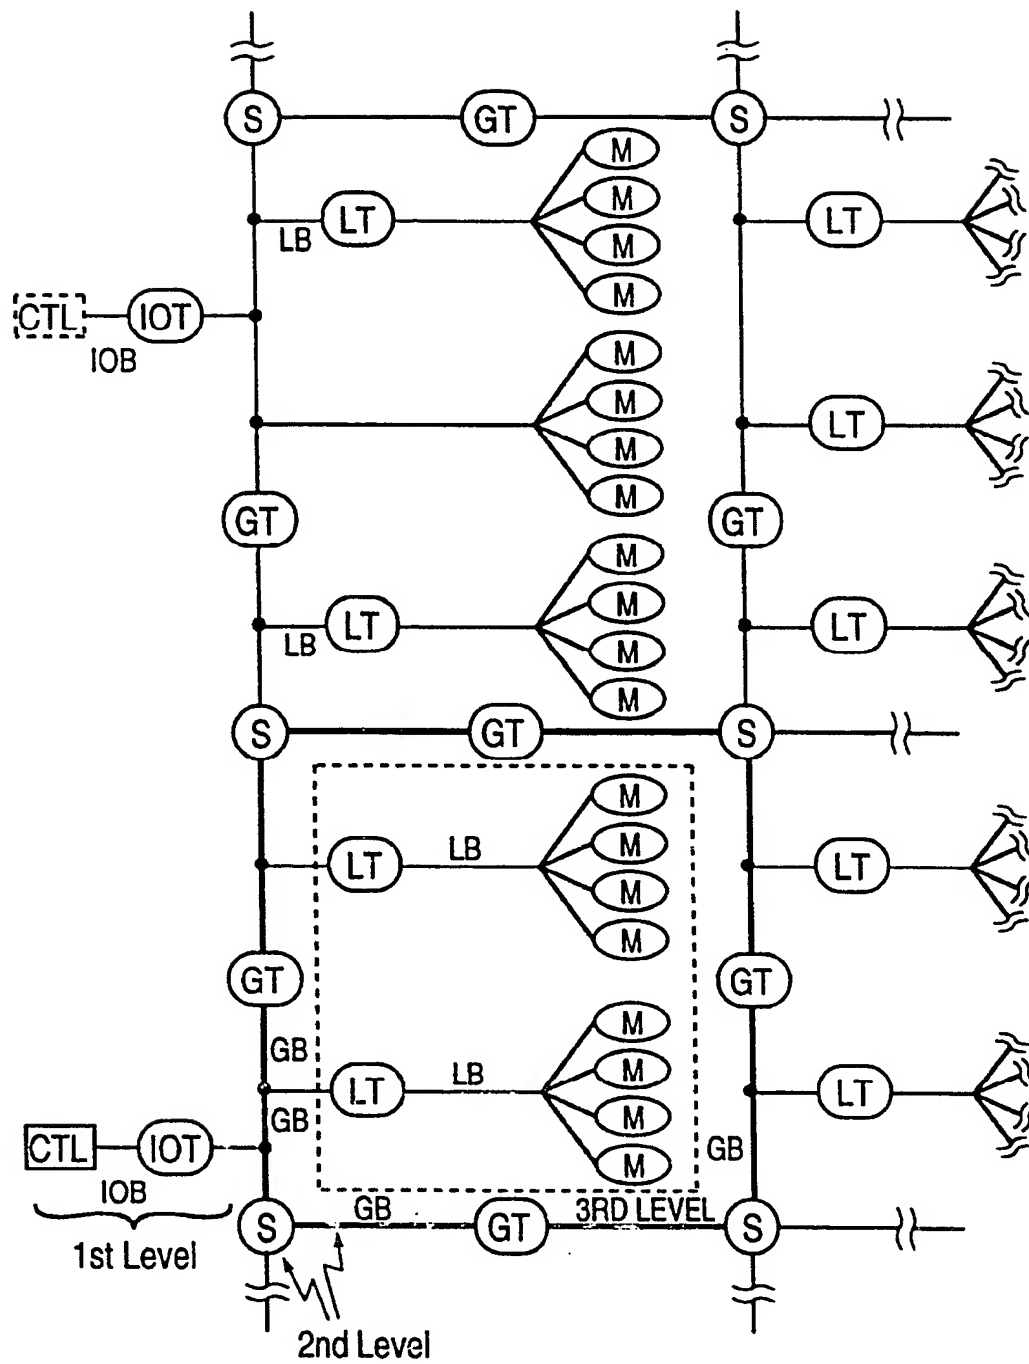 S GT S
M
M
LT LT
LB M
M
CTL IOT
IOB M
M LT
M
M
GT GT
M
M
LT LT
LB M
M
S GT S
M
M
LT LB LT
M
M
GT GT
M
GB
M
LT LB LT
GB M
CTL IOT GB
M
IOB
GB 3RD LEVEL
S GT S
1st Level
2nd Level